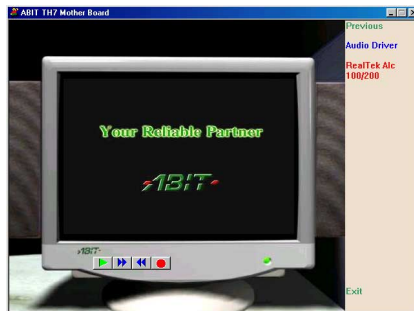 ABIT TH7 Mother Board
Previous
Audio Driver
RealTek Alc
100/200
Your Reliable Partner
ABIT
ABIT
Exit